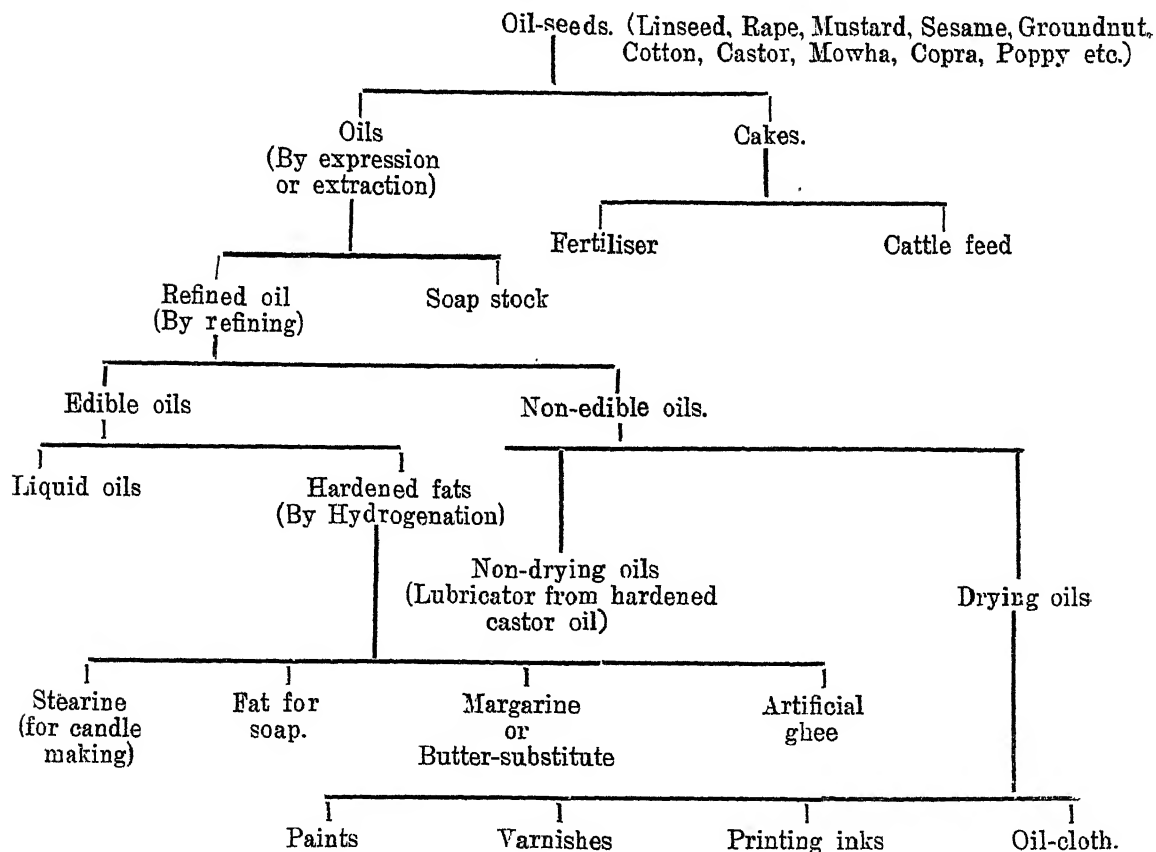 Oil-seeds. (Linseed, Rape, Mustard, Sesame, Groundnut,
Cotton, Castor, Mowha, Copra, Poppy etc.)
Oils
(By expression
or extraction)
Cakes.
Fertiliser
Cattle feed
Refined oil
(By refining)
Soap stock
Edible oils
Non-edible oils.
Liquid oils
Hardened fats
(By Hydrogenation)
Non-drying oils
(Lubricator from hardened
castor oil)
Drying oils
Stearine
(for candle
making)
Fat for
soap.
Margarine
or
Butter-substitute
Artificial
ghee
Paints
Varnishes
Printing inks
Oil-cloth.